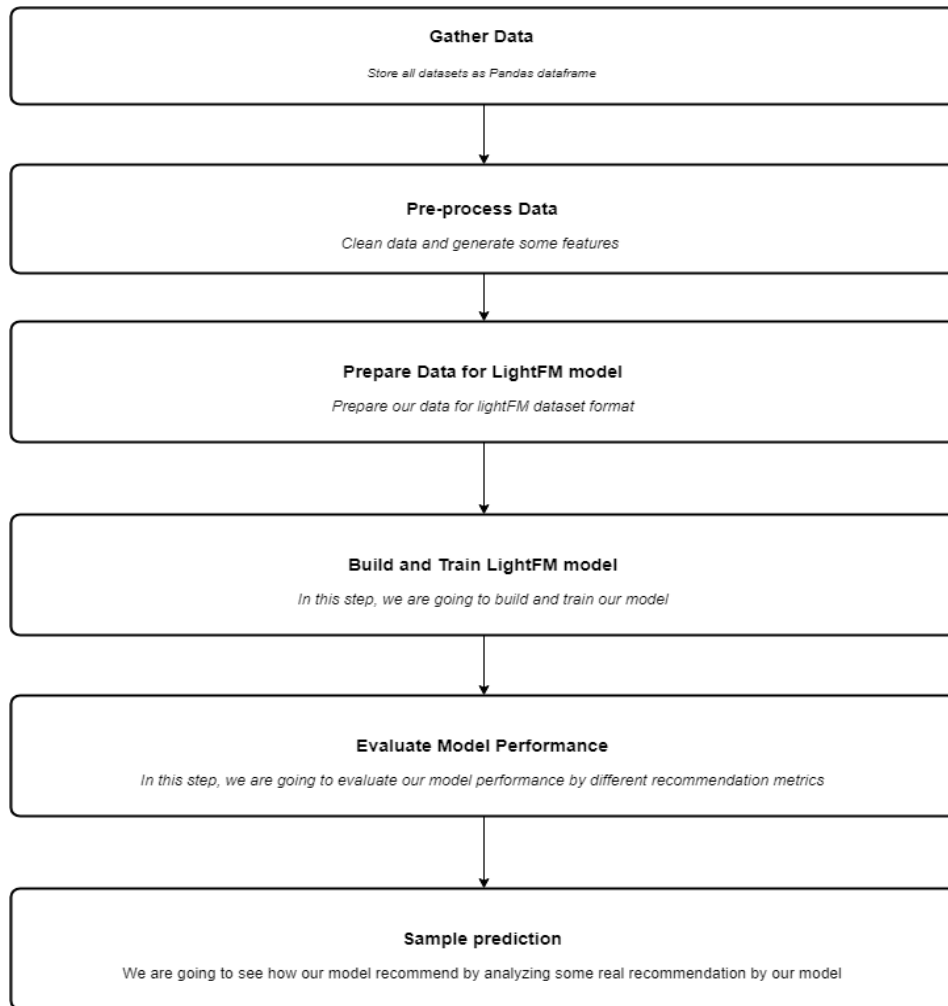 Gather Data
Store all datasets as Pandas dataframe
Pre-process Data
Clean data and generate some features
Prepare Data for LightFM model
Prepare our data for lightFM dataset format
Build and Train LightFM model
In this step, we are going to build and train our model
Evaluate Model Performance
In this step, we are going to evaluate our model performance by different recommendation metrics
Sample prediction
We are going to see how our model recommend by analyzing some real recommendation by our model